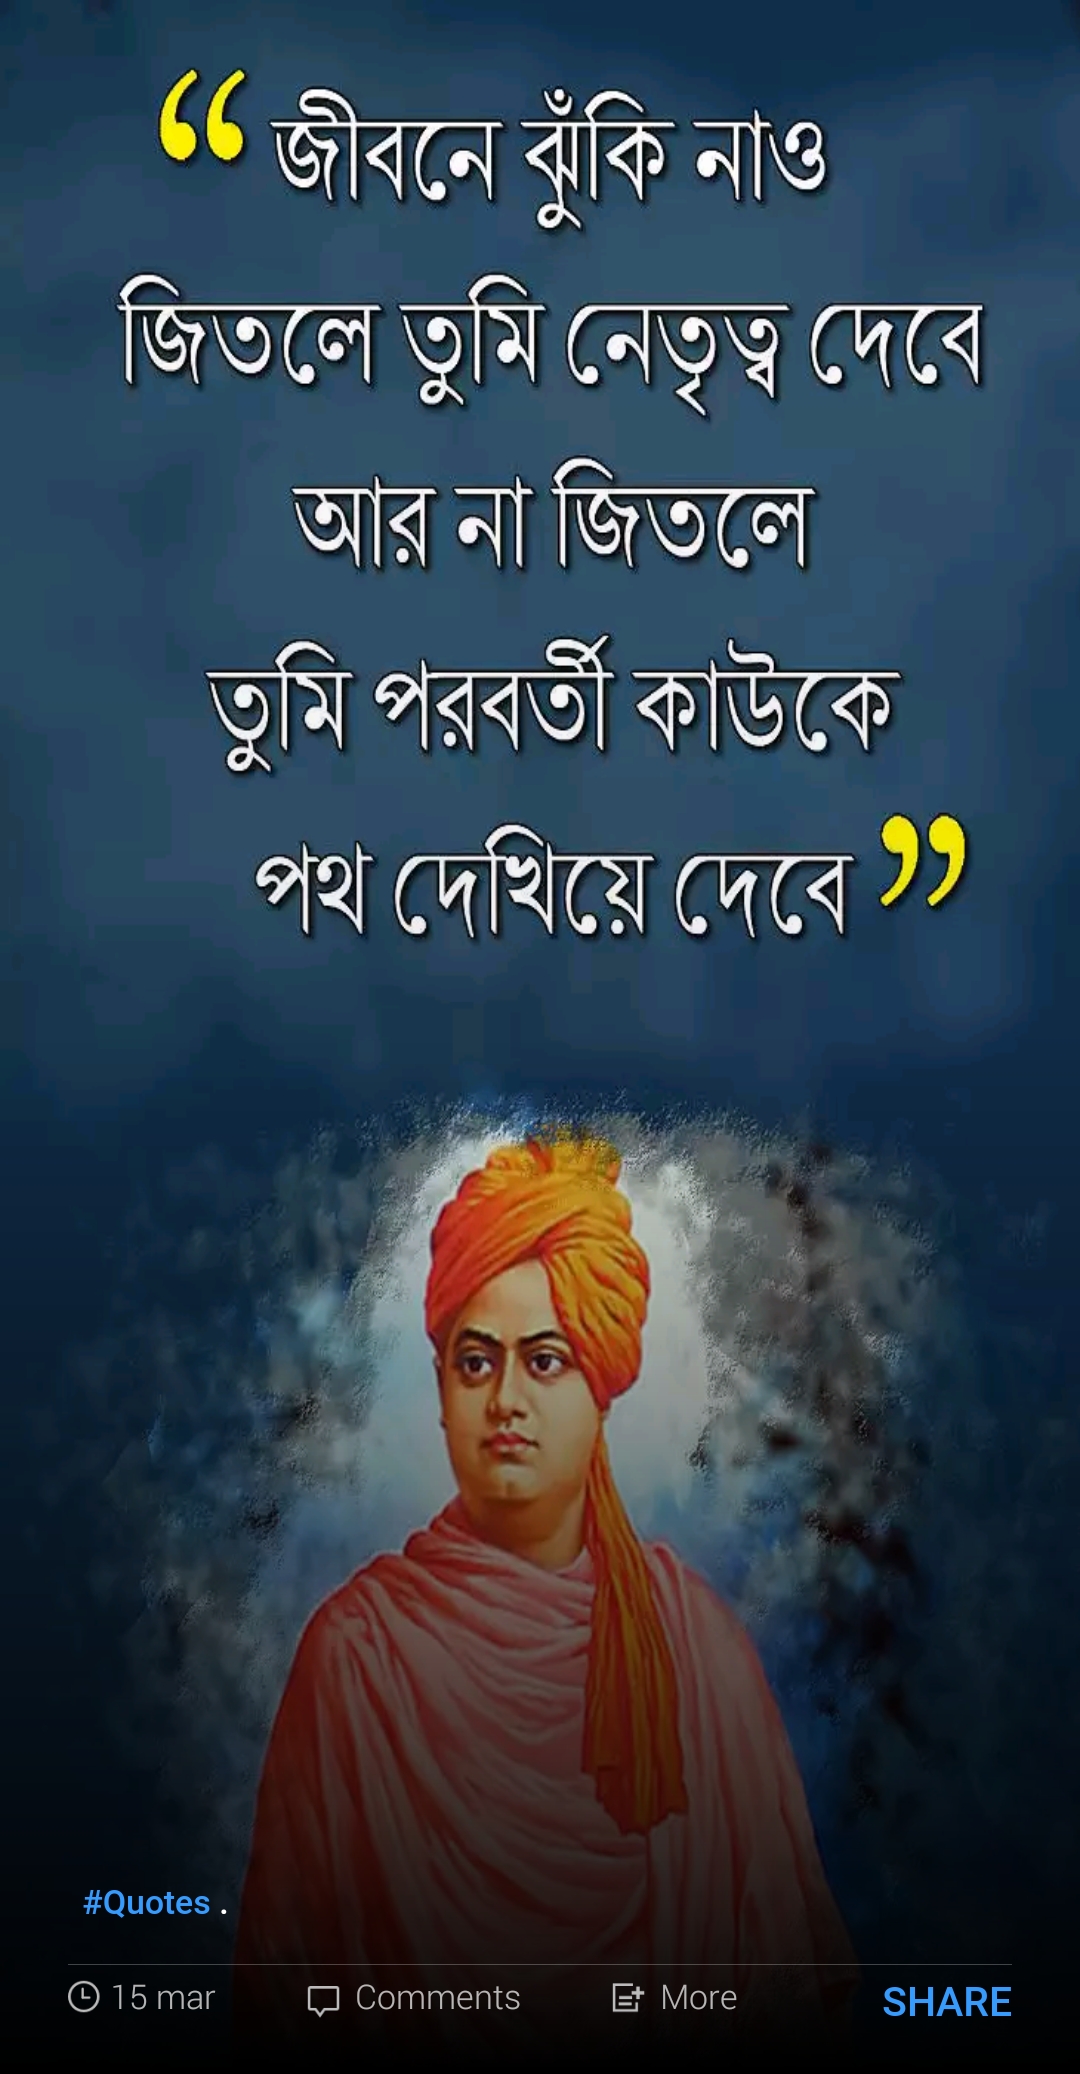 “ জীবনে ঝুঁকি নাও
জিতলে তুমি নেতৃত্ব দেবে
আর না জিতলে
তুমি পরবর্তী কাউকে
পথ দেখিয়ে দেবে ”
#Quotes .
15 mar Comments More SHARE